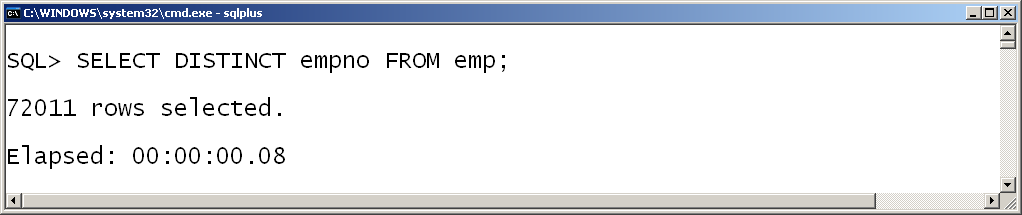 C:\WINDOWS\system32\cmd.exe - sqlplus
SQL> SELECT DISTINCT empno FROM emp;
72011 rows selected.
Elapsed: 00:00:00.08